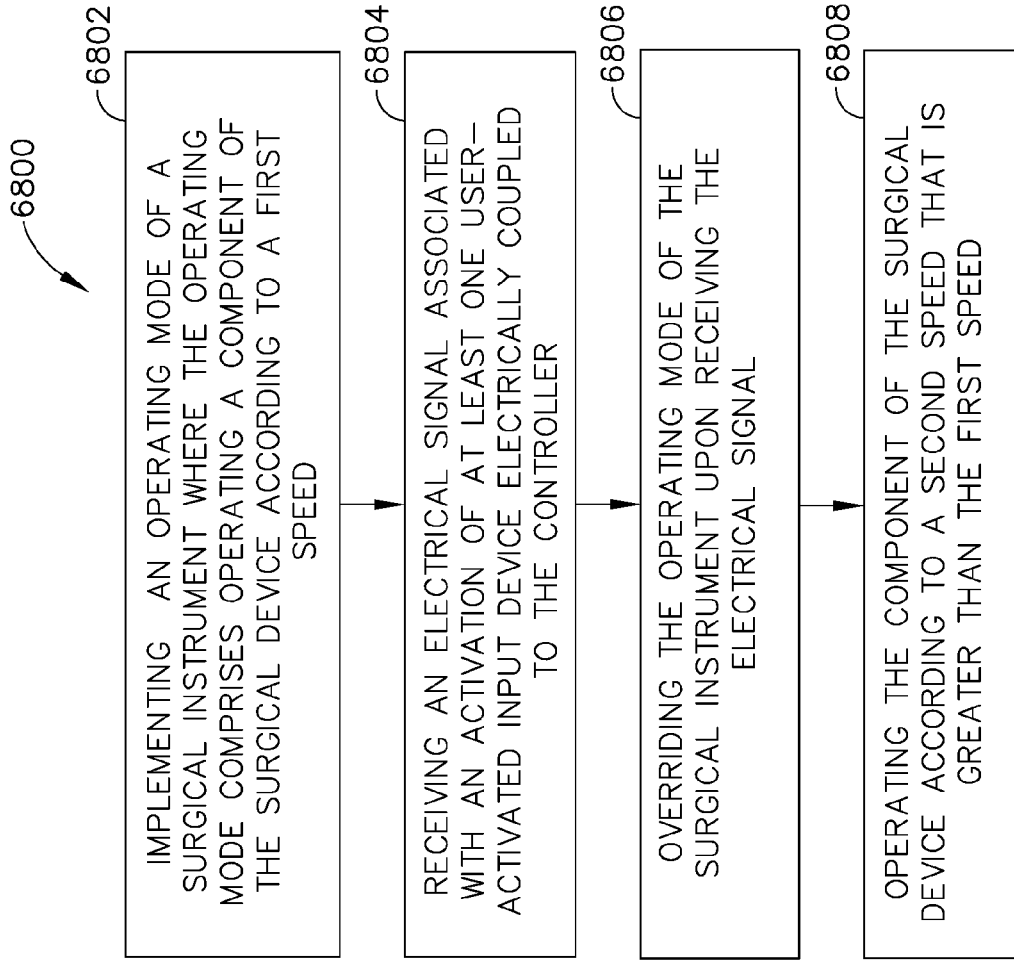 6800
6802
IMPLEMENTING AN OPERATING MODE OF A
SURGICAL INSTRUMENT WHERE THE OPERATING
MODE COMPRISES OPERATING A COMPONENT OF
THE SURGICAL DEVICE ACCORDING TO A FIRST
SPEED
6804
RECEIVING AN ELECTRICAL SIGNAL ASSOCIATED
WITH AN ACTIVATION OF AT LEAST ONE USER-
ACTIVATED INPUT DEVICE ELECTRICALLY COUPLED
TO THE CONTROLLER
6806
OVERRIDING THE OPERATING MODE OF THE
SURGICAL INSTRUMENT UPON RECEIVING THE
ELECTRICAL SIGNAL
6808
OPERATING THE COMPONENT OF THE SURGICAL
DEVICE ACCORDING TO A SECOND SPEED THAT IS
GREATER THAN THE FIRST SPEED